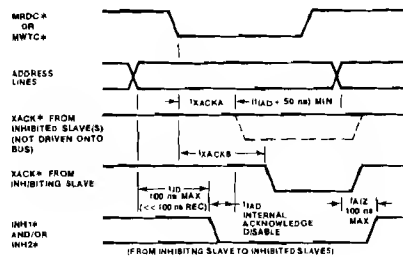 MRDC*
OR
MWTC*
ADDRESS
LINES
tXACKA
(tIAD + 50 ns) MIN
XACK* FROM
INHIBITED SLAVE(S)
(NOT DRIVEN ONTO
BUS)
tXACKB
XACK* FROM
INHIBITING SLAVE
tID
100 ns MAX
(<< 100 ns REC)
tIAD
INTERNAL
ACKNOWLEDGE
DISABLE
tAIZ
100 ns
MAX
INH1*
AND/OR
INH2*
(FROM INHIBITING SLAVE TO INHIBITED SLAVES)